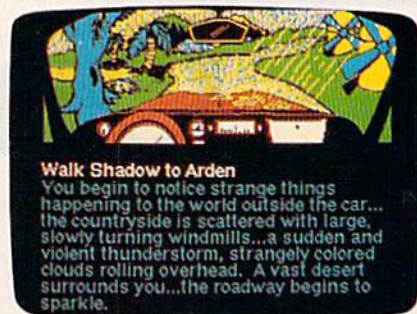 Walk Shadow to Arden
You begin to notice strange things
happening to the world outside the car...
the countryside is scattered with large,
slowly turning windmills...a sudden and
violent thunderstorm, strangely colored
clouds rolling overhead. A vast desert
surrounds you...the roadway begins to
sparkle.